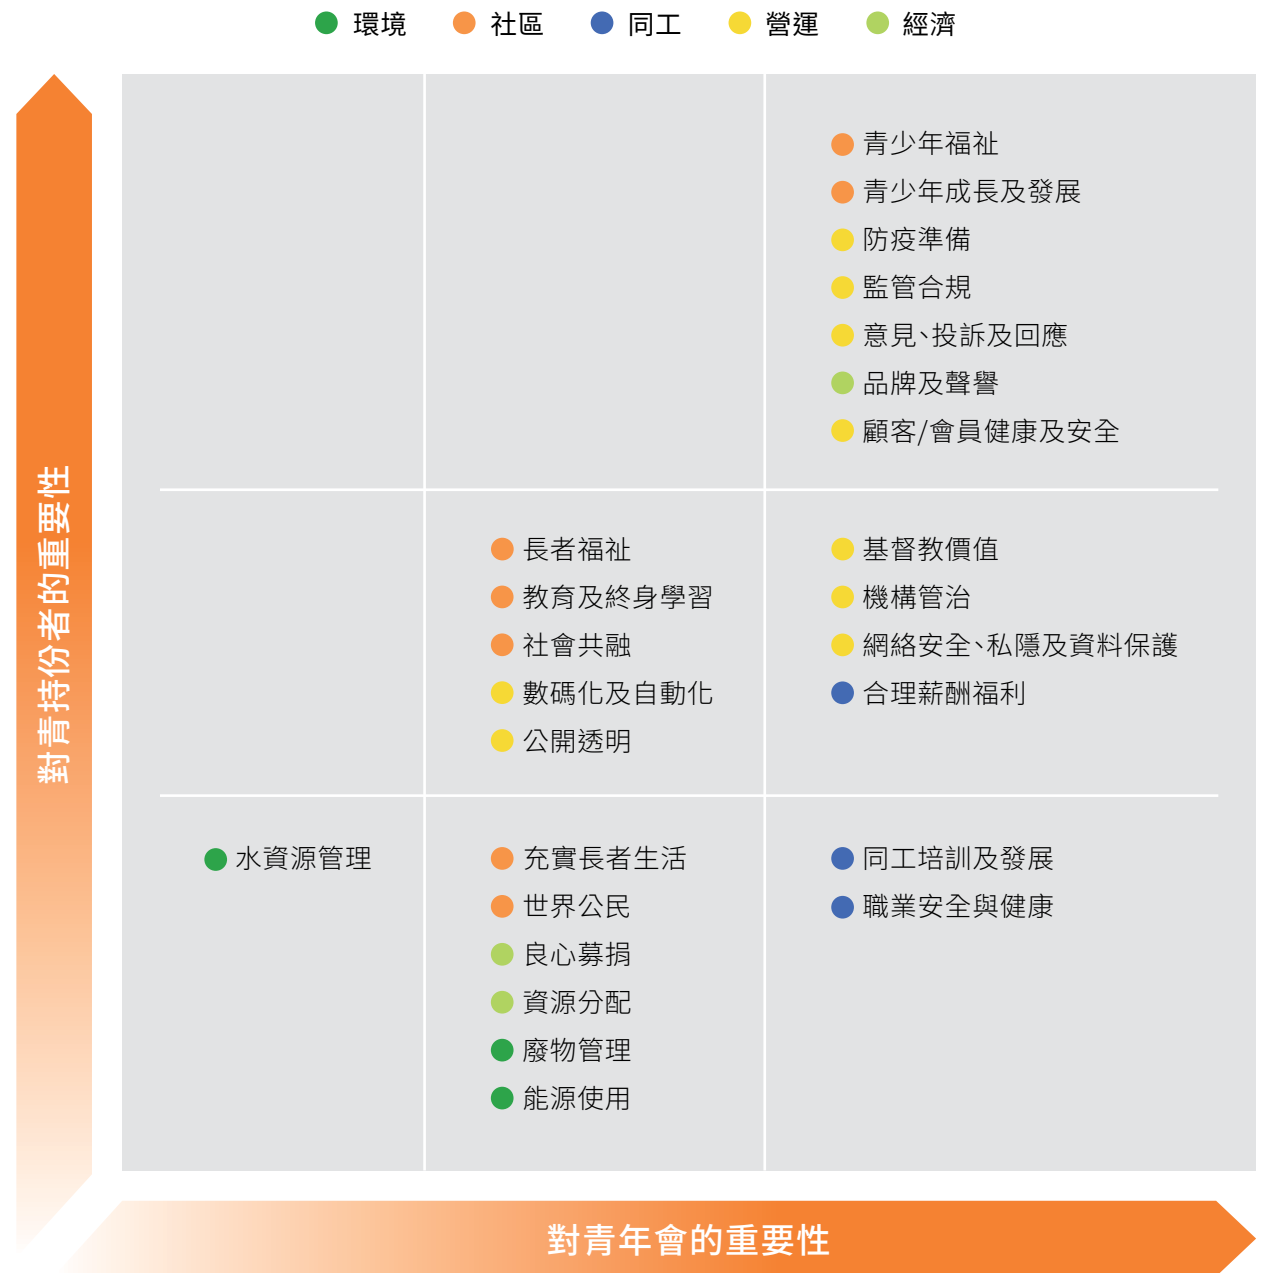 環境
社區
同工
營運
經濟
青少年福祉
青少年成長及發展
防疫準備
監管合規
意見、投訴及回應
品牌及聲譽
顧客/會員健康及安全
長者福祉
教育及終身學習
社會共融
數碼化及自動化
公開透明
基督教價值
機構管治
網絡安全、私隱及資料保護
合理薪酬福利
水資源管理
充實長者生活
世界公民
良心募捐
資源分配
廢物管理
能源使用
同工培訓及發展
職業安全與健康
對青持份者的重要性
對青年會的重要性